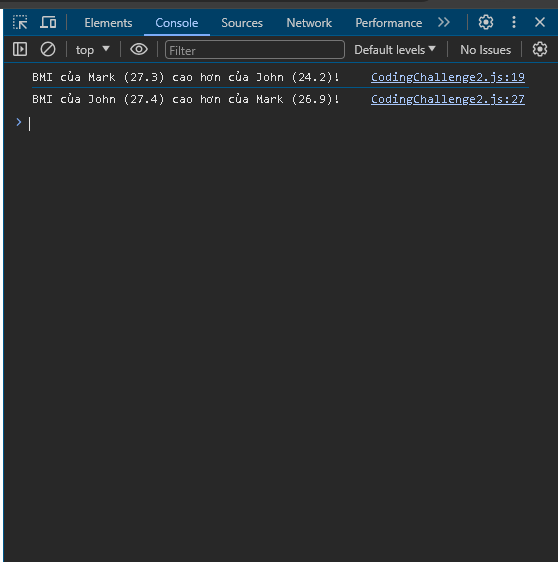 Elements Console Sources Network Performance
top Filter Default levels No Issues
BMI của Mark (27.3) cao hơn của John (24.2)! CodingChallenge2.js:19
BMI của John (27.4) cao hơn của Mark (26.9)! CodingChallenge2.js:27